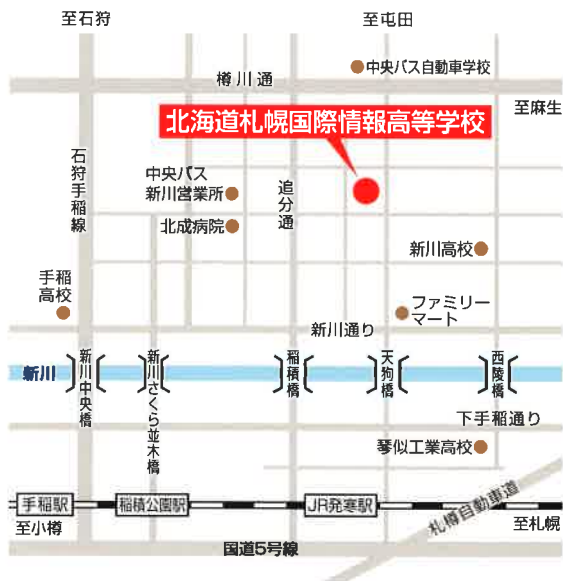 至石狩
至屯田
中央バス自動車学校
樽川通
至麻生
北海道札幌国際情報高等学校
石狩手稲線
中央バス
新川営業所
追分通
北成病院
新川高校
手稲
高校
ファミリー
マート
新川通り
新川
新川中央橋
新川さくら並木橋
稲積橋
天狗橋
西陵橋
下手稲通り
琴似工業高校
手稲駅
稲積公園駅
JR発寒駅
札樽自動車道
至小樽
至札幌
国道5号線